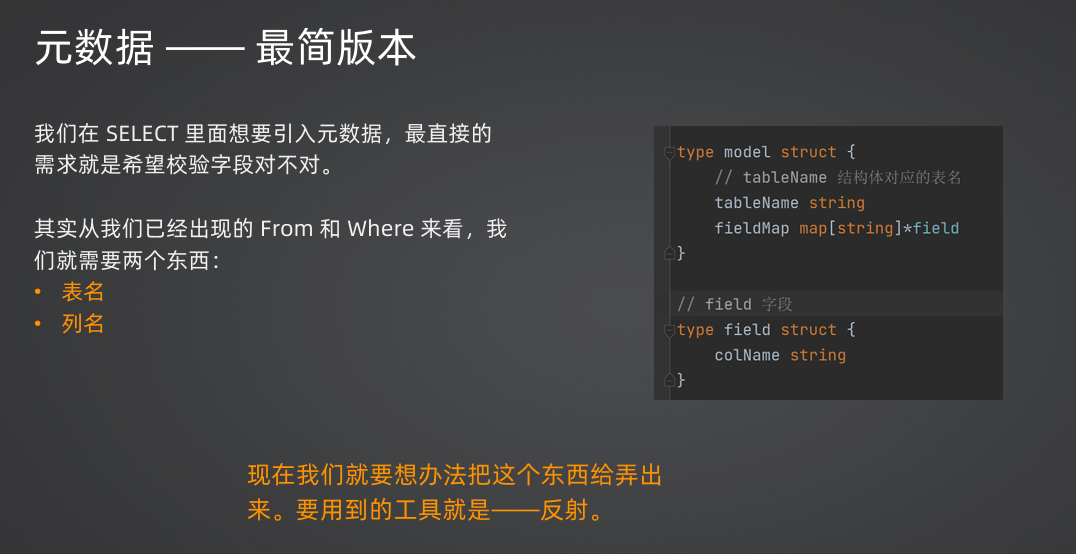 元数据 —— 最简版本
我们在 SELECT 里面想要引入元数据，最直接的
需求就是希望校验字段对不对。
其实从我们已经出现的 From 和 Where 来看，我
们就需要两个东西：
• 表名
• 列名
type model struct {
// tableName 结构体对应的表名
tableName string
fieldMap map[string]*field
}
// field 字段
type field struct {
colName string
}
现在我们就要想办法把这个东西给弄出
来。要用到的工具就是——反射。